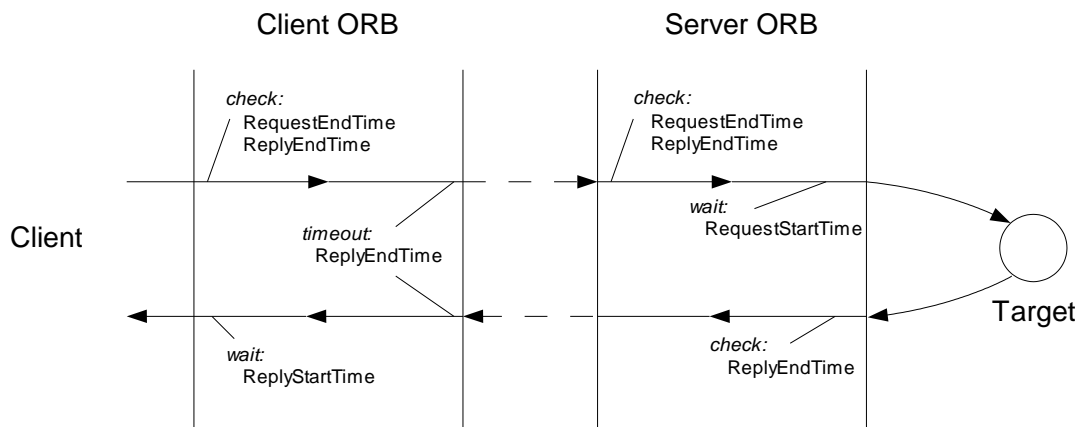 Client ORB
Server ORB
check:
RequestEndTime
ReplyEndTime
check:
RequestEndTime
ReplyEndTime
Client
timeout:
ReplyEndTime
wait:
RequestStartTime
Target
wait:
ReplyStartTime
check:
ReplyEndTime